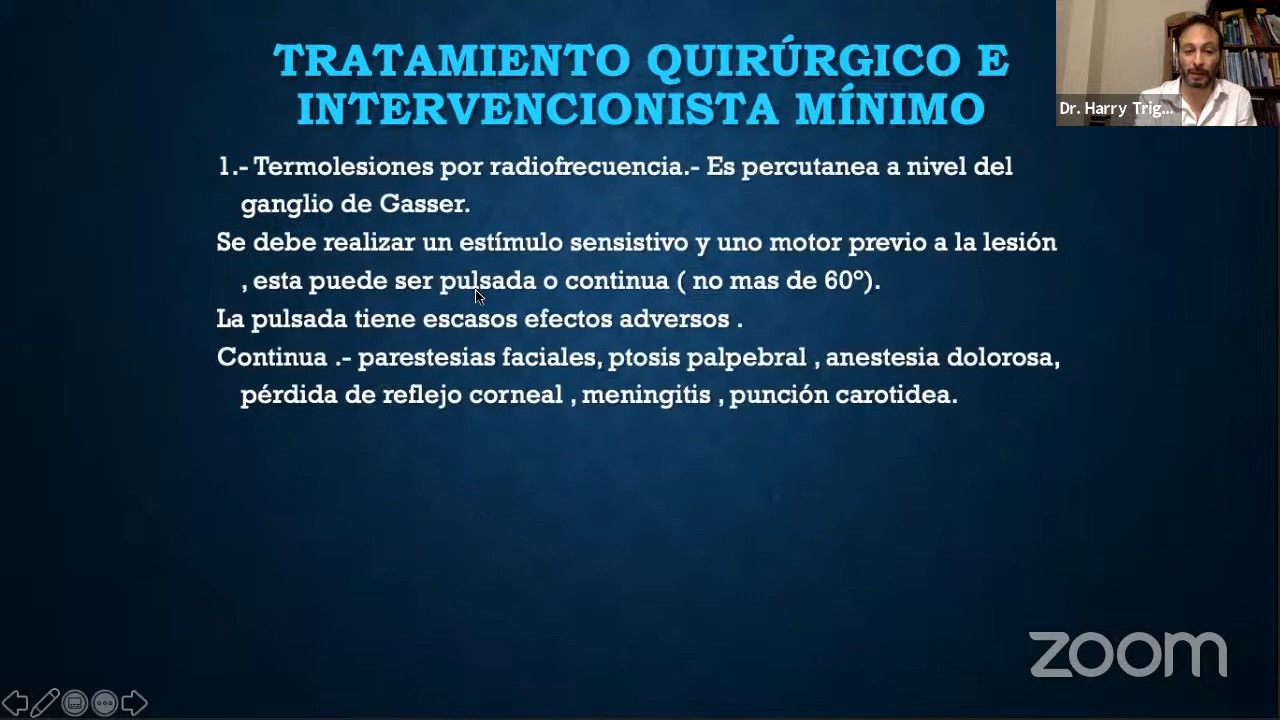 TRATAMIENTO QUIRÚRGICO E
INTERVENCIONISTA MÍNIMO
Dr. Harry Trig...
1.- Termolesiones por radiofrecuencia.- Es percutanea a nivel del
ganglio de Gasser.
Se debe realizar un estímulo sensistivo y uno motor previo a la lesión
, esta puede ser pulsada o continua ( no mas de 60º).
La pulsada tiene escasos efectos adversos .
Continua .- parestesias faciales, ptosis palpebral , anestesia dolorosa,
pérdida de reflejo corneal , meningitis , punción carotidea.
zoom